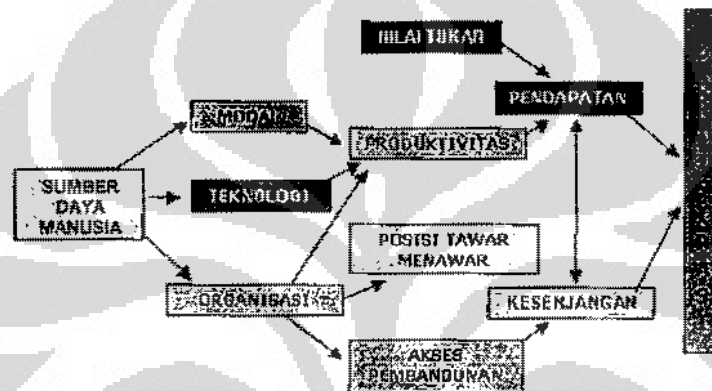 NILAI TUKAR
PENDAPATAN
MODAL
PRODUKTIVITAS
SUMBER
DAYA
MANUSIA
TEKNOLOGI
POSISI TAWAR
MENAWAR
ORGANISASI
KESENJANGAN
AKSES
PEMBANGUNAN